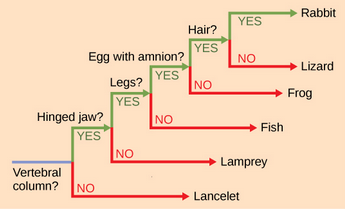 Hair?
YES
Rabbit
YES
NO
Lizard
Egg with amnion?
YES
NO
Frog
Legs?
YES
NO
Fish
Hinged jaw?
YES
NO
Lamprey
Vertebral
column?
NO
Lancelet